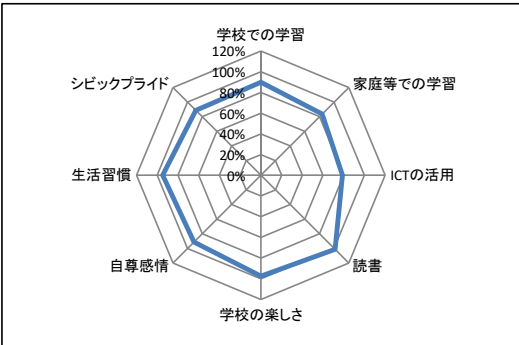 学校での学習
家庭等での学習
ICTの活用
読書
学校の楽しさ
自尊感情
生活習慣
シビックプライド
120%
100%
80%
60%
40%
20%
0%